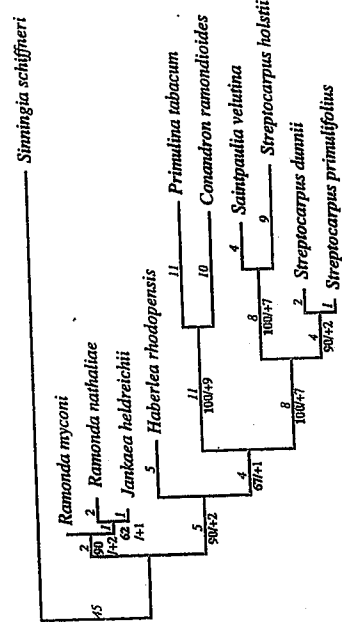 Sinningia schiffneri
45
Ramonda myconi
2
Ramonda nathaliae
2
90
/+2
1
Jankaea heldreichii
1
62
/+1
Haberlea rhodopensis
5
5
90/+2
Primulina tabacum
11
Conandron ramondioides
10
11
100/+9
4
67/+1
Saintpaulia velutina
4
Streptocarpus holstii
9
8
100/+7
8
100/+7
Streptocarpus dunnii
2
Streptocarpus primulifolius
1
4
90/+2